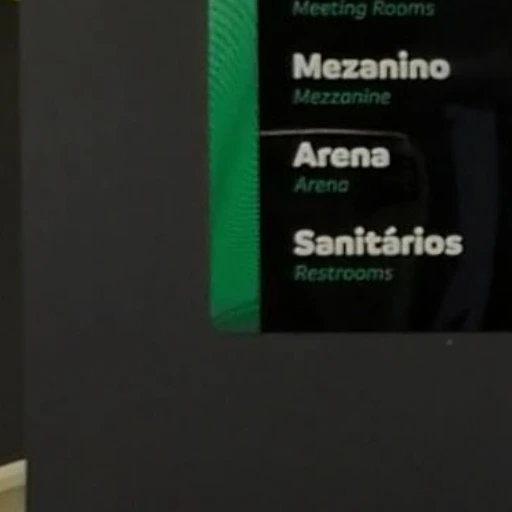 Meeting Rooms
Mezanino
Mezzanine
Arena
Arena
Sanitários
Restrooms